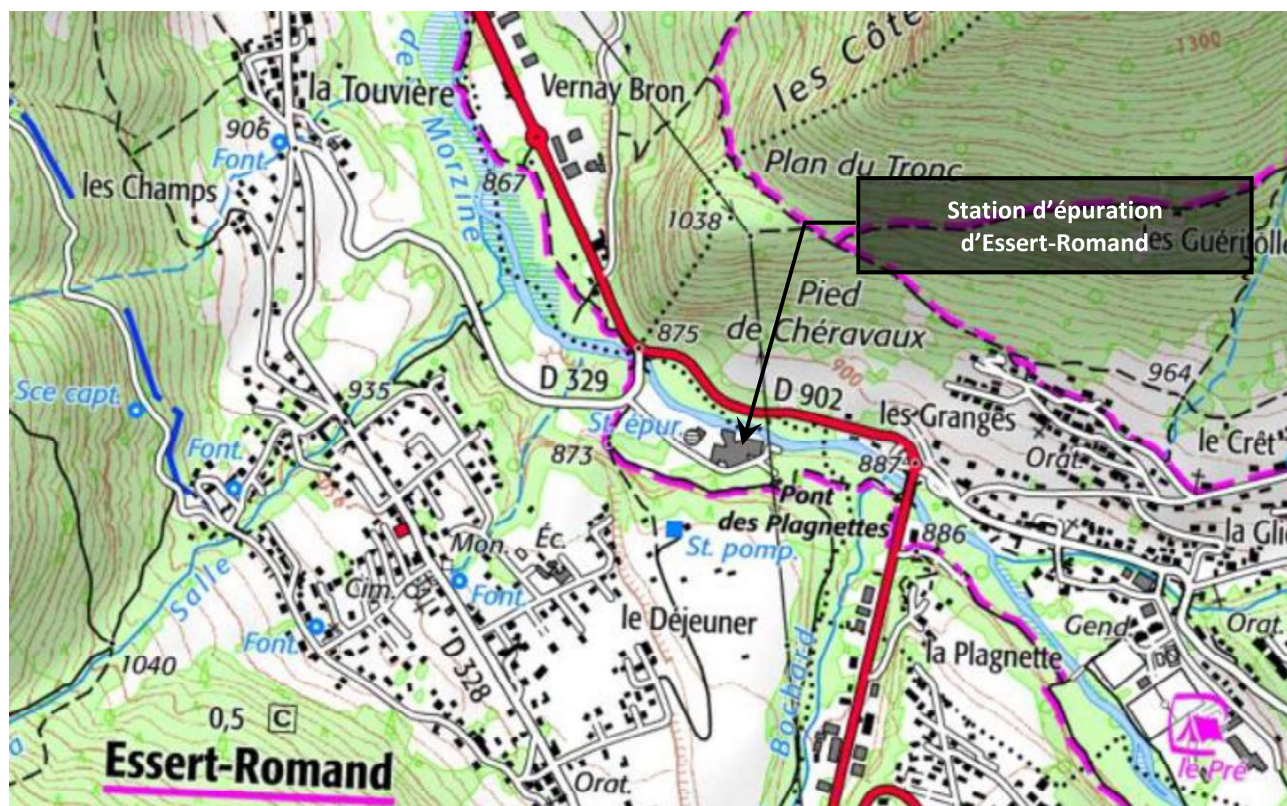 les Côte
1300
de Morzine
la Touvière
Vernay Bron
906
Font.
les Champs
867
Plan du Tronc
1038
Station d'épuration
d'Essert-Romand
Pied
de Chéravaux
875
D 329
D 902
900
964
les Granges
le Crêt
Sce capt.
935
St. épur.
873
887
Orat.
Font.
Pont
des Plagnettes
886
la Glie
Mon.
Éc.
St. pomp.
Salle
Cim.
Font.
le Déjeuner
Font.
D 328
Bochard
la Plagnette
Gend.
Orat.
1040
0,5 C
Essert-Romand
Orat.
le Pré